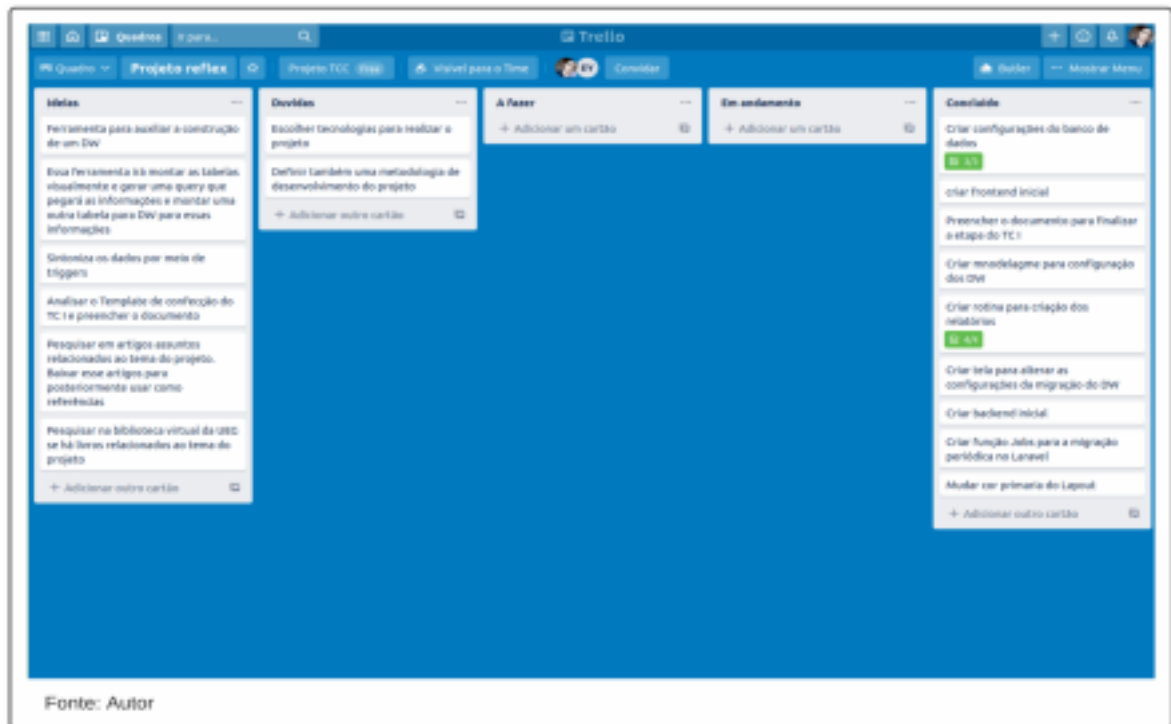 Quadros
Ir para...
Trello
Quadro
Projeto reflex
Projeto TCC
Free
Visível para o Time
Convidar
Butler
Mostrar Menu
Ideias
Ferramenta para auxiliar a construção
de um DW
Essa ferramenta irá montar as tabelas
visualmente e gerar uma query que
pegará as informações e montar uma
outra tabela para DW para essas
informações
Sintoniza os dados por meio de
triggers
Analisar o Template de confecção do
TC I e preencher o documento
Pesquisar em artigos assuntos
relacionados ao tema do projeto.
Baixar esse artigos para
posteriormente usar como
referências
Pesquisar na biblioteca virtual da
se há livros relacionados ao tema do
projeto
+ Adicionar outro cartão
Duvidas
Escolher tecnologias para realizar o
projeto
Definir também uma metodologia de
desenvolvimento do projeto
+ Adicionar outro cartão
A fazer
+ Adicionar um cartão
Em andamento
+ Adicionar um cartão
Concluído
Criar configurações do banco de
dados
criar frontend inicial
Preencher o documento para finalizar
a etapa do TC I
Criar mnodelagme para configuração
dos DW
Criar rotina para criação dos
relatórios
Criar tela para alterar as
configurações da migração do DW
Criar backend inicial
Criar função Jobs para a migração
periódica no Laravel
Mudar cor primaria do Layout
+ Adicionar outro cartão
Fonte: Autor